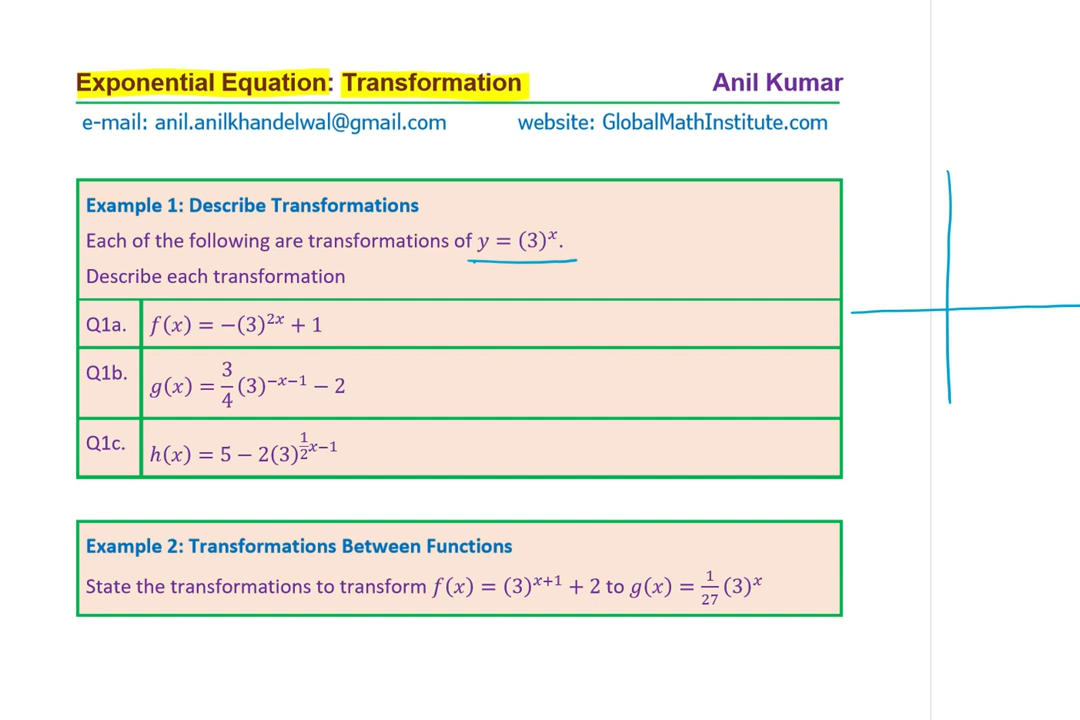 Exponential Equation: Transformation Anil Kumar
e-mail: anil.anilkhandelwal@gmail.com website: GlobalMathInstitute.com
Example 1: Describe Transformations
Each of the following are transformations of y = (3)^x.
Describe each transformation
Q1a. f(x) = −(3)^{2x} + 1
Q1b. g(x) = \frac{3}{4}(3)^{−x−1} − 2
Q1c. h(x) = 5 − 2(3)^{\frac{1}{2}x−1}
Example 2: Transformations Between Functions
State the transformations to transform f(x) = (3)^{x+1} + 2 to g(x) = \frac{1}{27}(3)^x